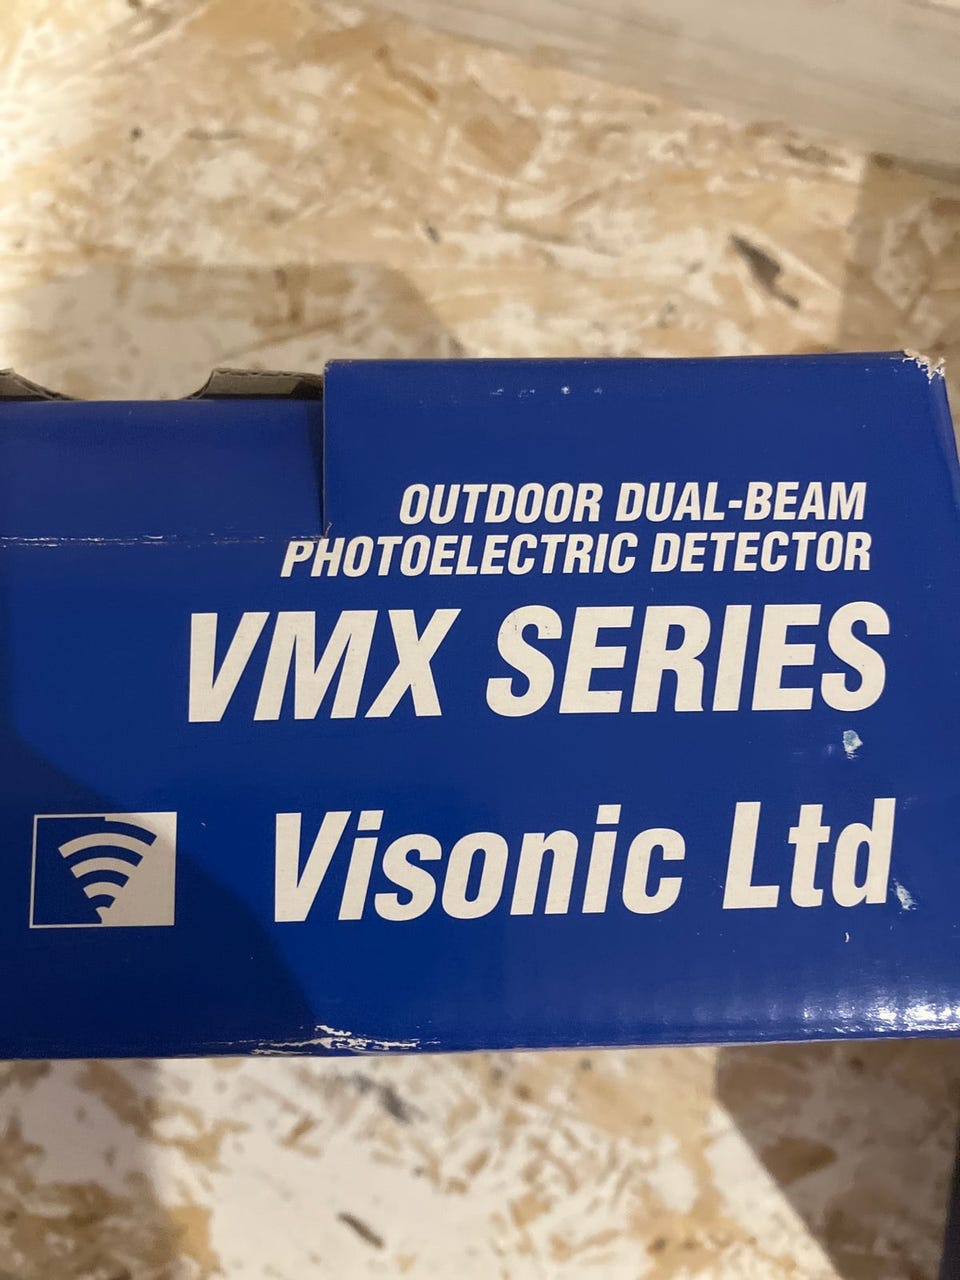 OUTDOOR DUAL-BEAM
PHOTOELECTRIC DETECTOR
VMX SERIES
Visonic Ltd